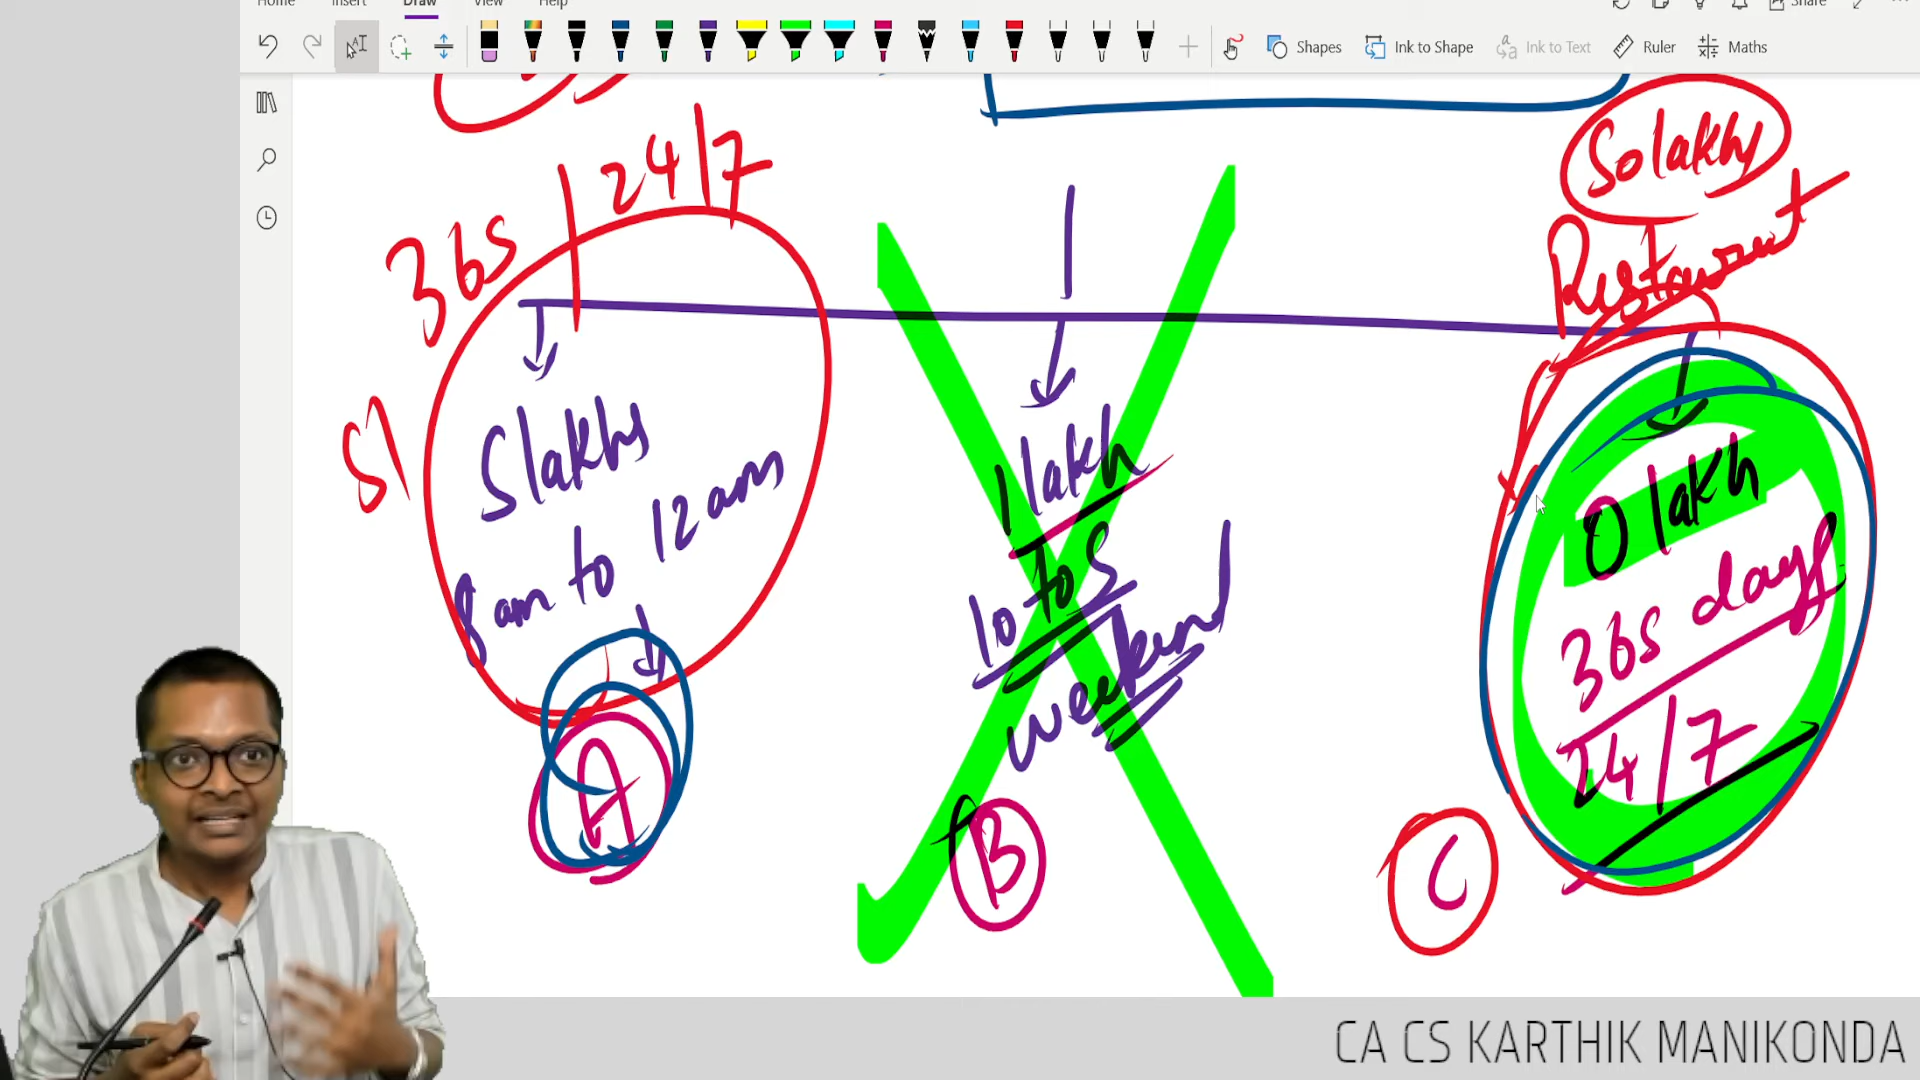 Home Insert Draw View Help Share
Shapes Ink to Shape Ink to Text Ruler Maths
365 24/7
50 lakhs
Restaurant
5l
5 lakhs
8 am to 12 am
A
1 lakh
10 to 5
weekend
B
0 lakh
365 days
24/7
C
CA CS KARTHIK MANIKONDA